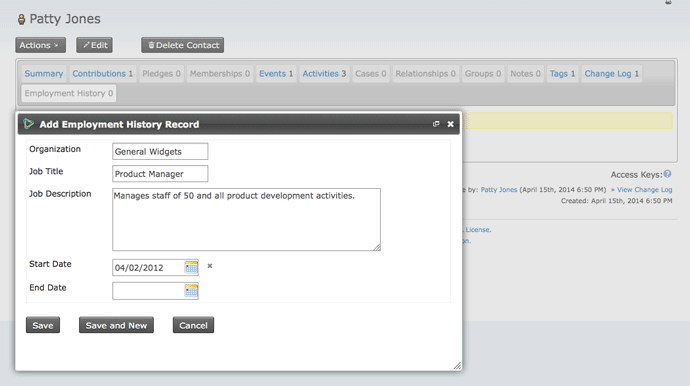 Patty Jones
Actions >
Edit
Delete Contact
Summary Contributions 1 Pledges 0 Memberships 0 Events 1 Activities 3 Cases 0 Relationships 0 Groups 0 Notes 0 Tags 1 Change Log 1
Employment History 0
Add Employment History Record
Organization
General Widgets
Job Title
Product Manager
Job Description
Manages staff of 50 and all product development activities.
Start Date
04/02/2012
End Date
Save
Save and New
Cancel
Access Keys:
by: Patty Jones (April 15th, 2014 6:50 PM) » View Change Log
Created: April 15th, 2014 6:50 PM
License.